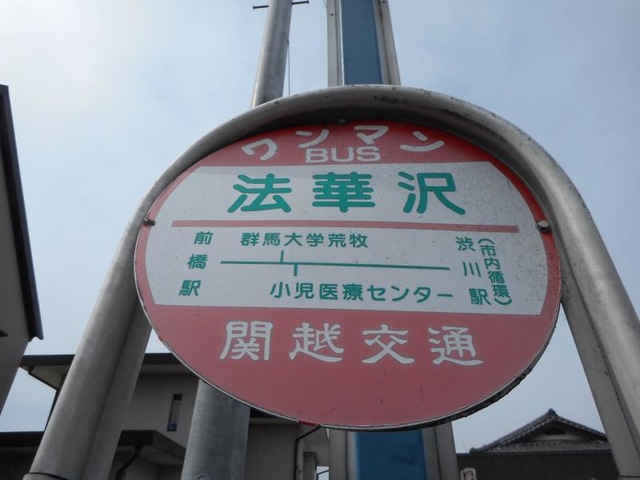 ワンマン
BUS
法華沢
前橋駅
群馬大学荒牧
小児医療センター
渋川駅
(市内循環)
関越交通